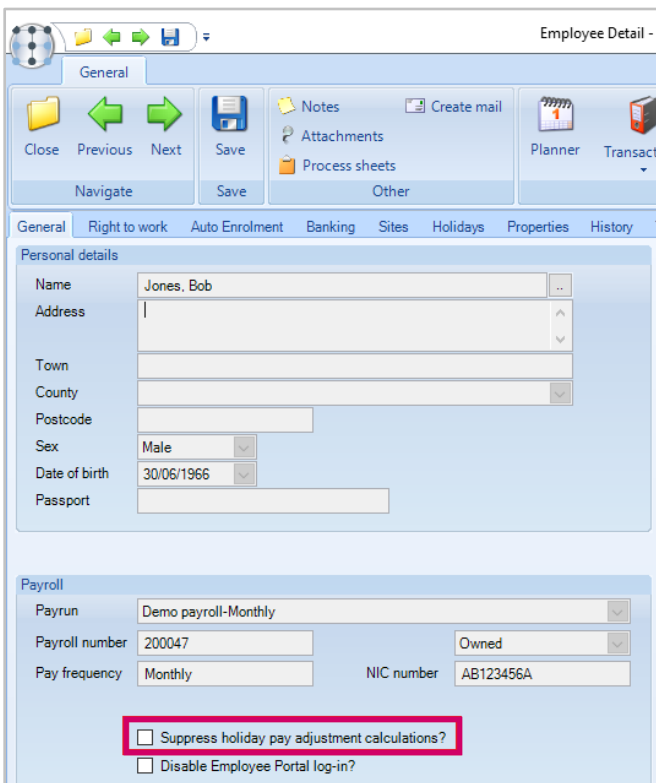 Employee Detail -
General
Close Previous Next Save Notes Create mail Attachments Process sheets 1 Planner Transact
Navigate Save Other
General Right to work Auto Enrolment Banking Sites Holidays Properties History
Personal details
Name Jones, Bob ..
Address
Town
County
Postcode
Sex Male
Date of birth 30/06/1966
Passport
Payroll
Payrun Demo payroll-Monthly
Payroll number 200047 Owned
Pay frequency Monthly NIC number AB123456A
Suppress holiday pay adjustment calculations?
Disable Employee Portal log-in?